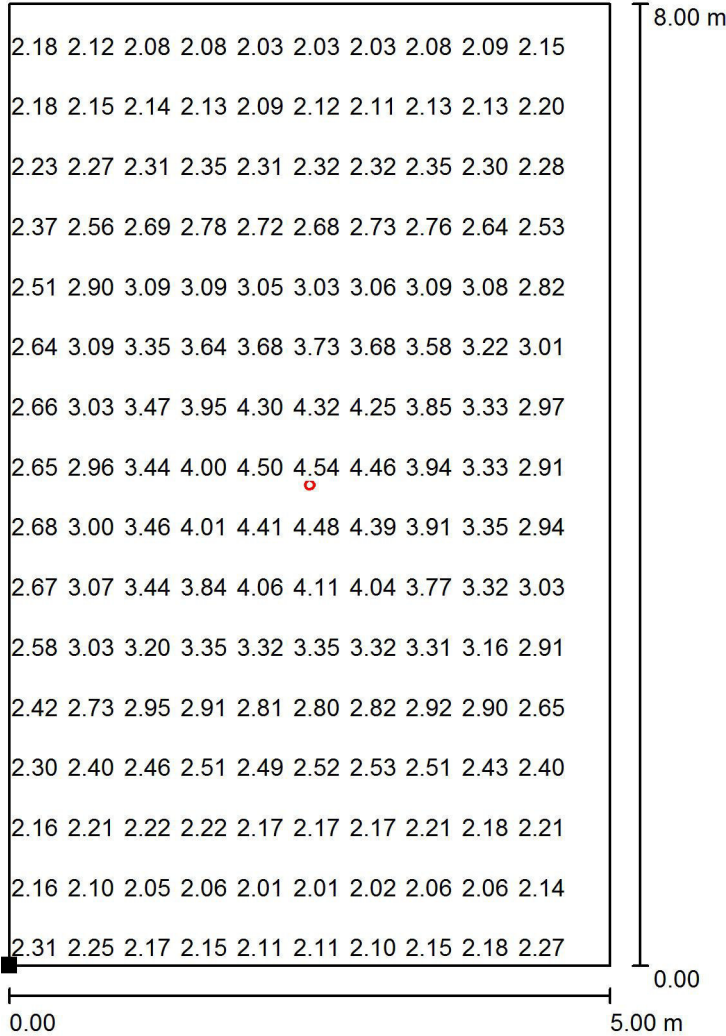 8.00 m
2.18 2.12 2.08 2.08 2.03 2.03 2.03 2.08 2.09 2.15
2.18 2.15 2.14 2.13 2.09 2.12 2.11 2.13 2.13 2.20
2.23 2.27 2.31 2.35 2.31 2.32 2.32 2.35 2.30 2.28
2.37 2.56 2.69 2.78 2.72 2.68 2.73 2.76 2.64 2.53
2.51 2.90 3.09 3.09 3.05 3.03 3.06 3.09 3.08 2.82
2.64 3.09 3.35 3.64 3.68 3.73 3.68 3.58 3.22 3.01
2.66 3.03 3.47 3.95 4.30 4.32 4.25 3.85 3.33 2.97
2.65 2.96 3.44 4.00 4.50 4.54 4.46 3.94 3.33 2.91
2.68 3.00 3.46 4.01 4.41 4.48 4.39 3.91 3.35 2.94
2.67 3.07 3.44 3.84 4.06 4.11 4.04 3.77 3.32 3.03
2.58 3.03 3.20 3.35 3.32 3.35 3.32 3.31 3.16 2.91
2.42 2.73 2.95 2.91 2.81 2.80 2.82 2.92 2.90 2.65
2.30 2.40 2.46 2.51 2.49 2.52 2.53 2.51 2.43 2.40
2.16 2.21 2.22 2.22 2.17 2.17 2.17 2.21 2.18 2.21
2.16 2.10 2.05 2.06 2.01 2.01 2.02 2.06 2.06 2.14
2.31 2.25 2.17 2.15 2.11 2.11 2.10 2.15 2.18 2.27
0.00
0.00 5.00 m